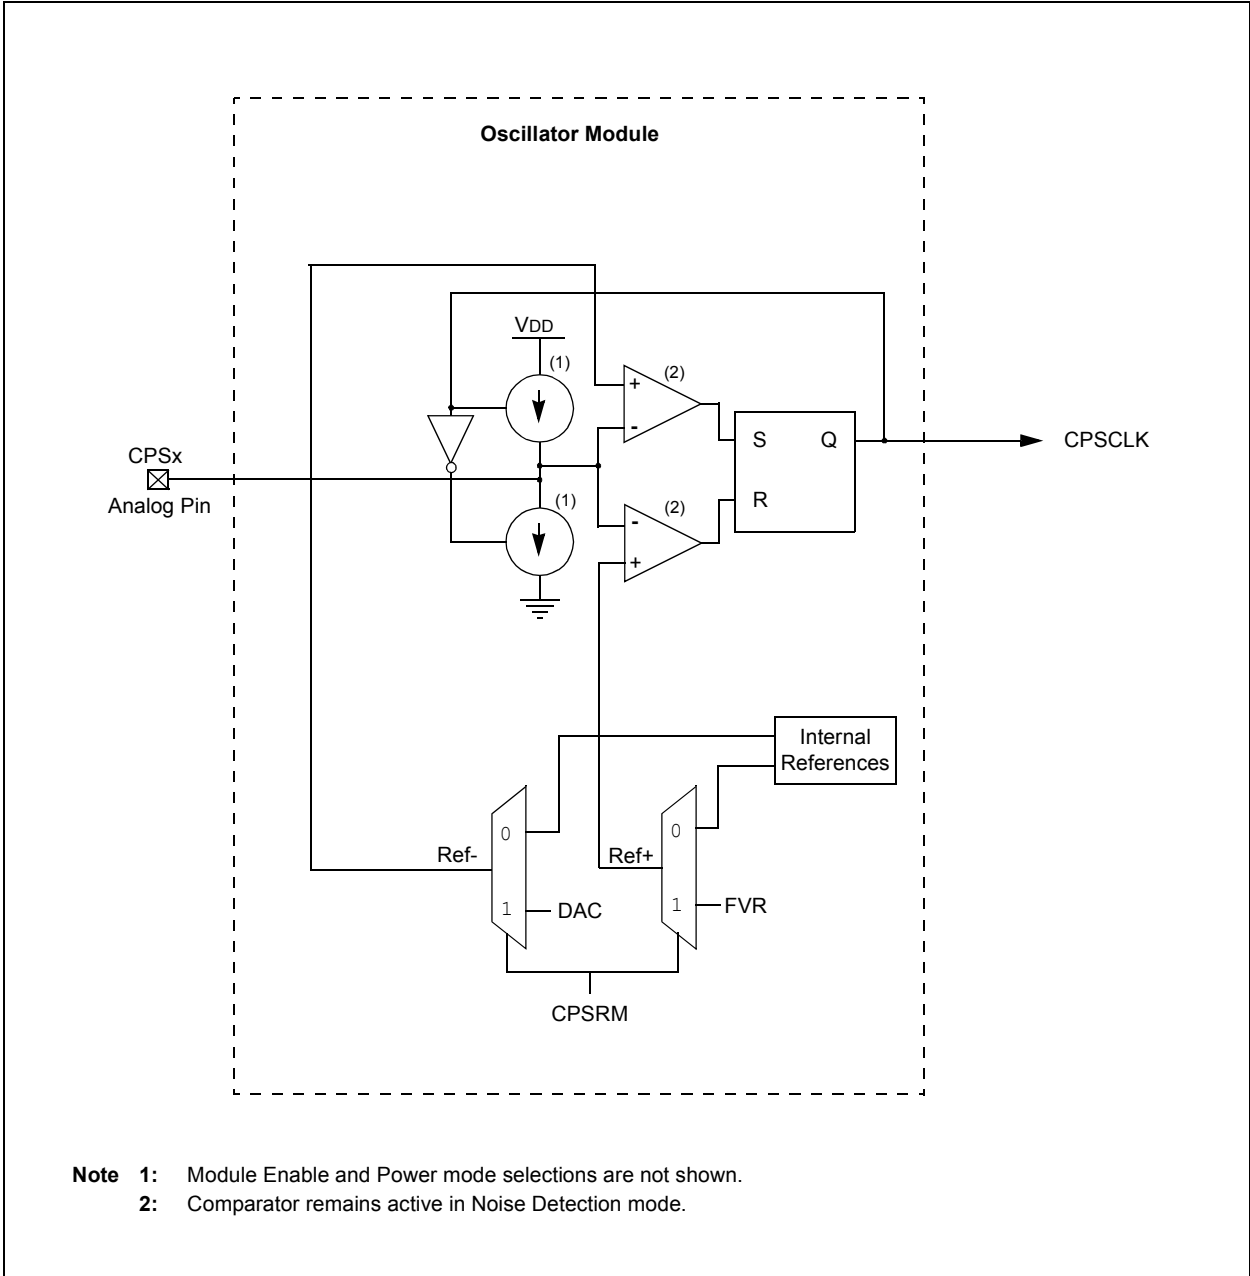 Oscillator Module
VDD
(1)
(2)
+
-
S Q
CPSCLK
CPSx
Analog Pin
(1)
(2)
R
-
+
Internal
References
0
0
Ref-
Ref+
1
DAC
1
FVR
CPSRM
Note 1: Module Enable and Power mode selections are not shown.
2: Comparator remains active in Noise Detection mode.